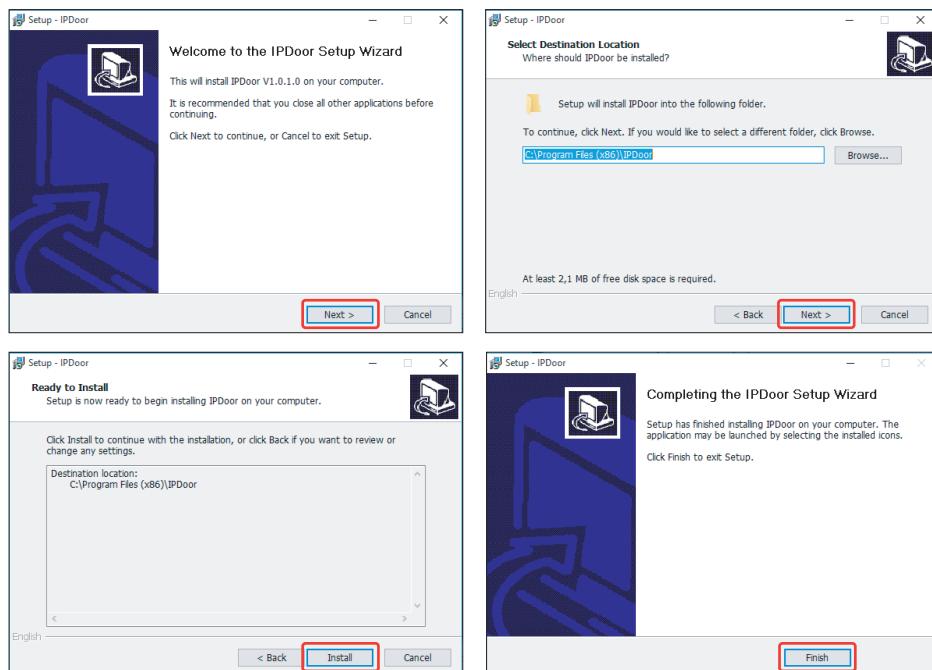 Setup - IPDoor
Welcome to the IPDoor Setup Wizard
This will install IPDoor V1.0.1.0 on your computer.
It is recommended that you close all other applications before
continuing.
Click Next to continue, or Cancel to exit Setup.
Next >
Cancel
Setup - IPDoor
Select Destination Location
Where should IPDoor be installed?
Setup will install IPDoor into the following folder.
To continue, click Next. If you would like to select a different folder, click Browse.
C:\Program Files (x86)\IPDoor
Browse...
At least 2,1 MB of free disk space is required.
English
< Back
Next >
Cancel
Setup - IPDoor
Ready to Install
Setup is now ready to begin installing IPDoor on your computer.
Click Install to continue with the installation, or click Back if you want to review or
change any settings.
Destination location:
C:\Program Files (x86)\IPDoor
English
< Back
Install
Cancel
Setup - IPDoor
Completing the IPDoor Setup Wizard
Setup has finished installing IPDoor on your computer. The
application may be launched by selecting the installed icons.
Click Finish to exit Setup.
Finish